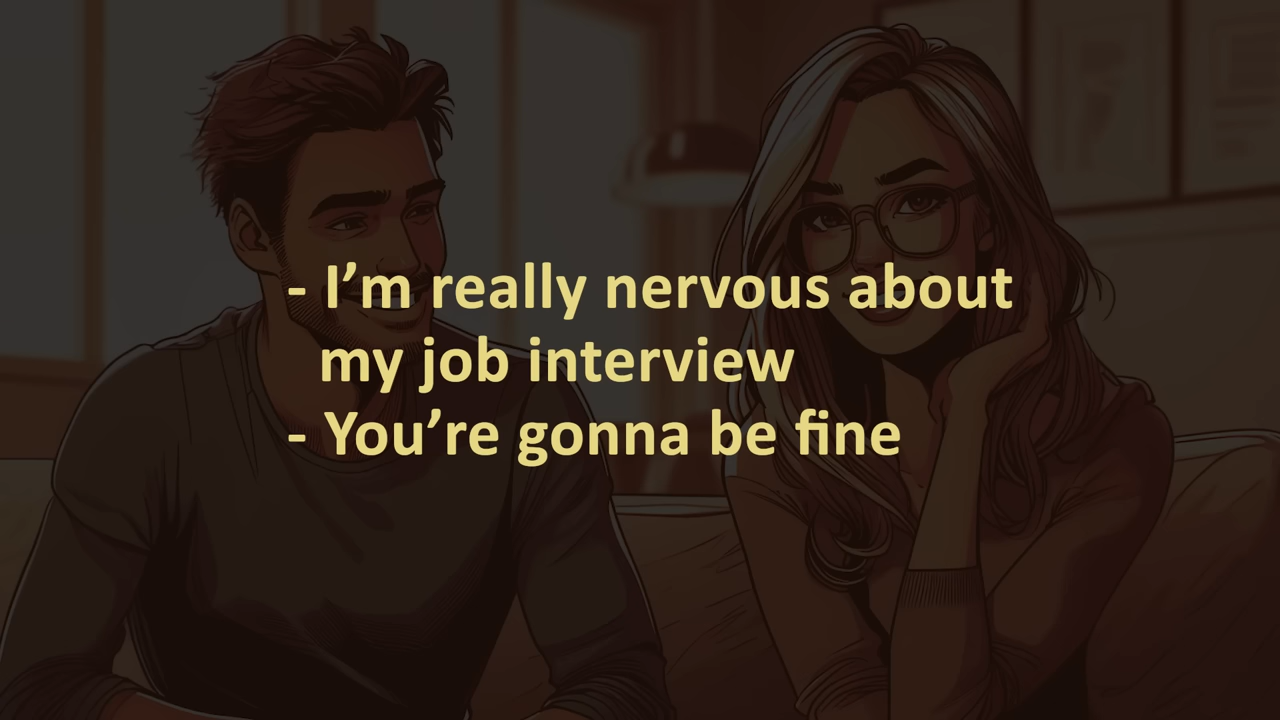 - I’m really nervous about
my job interview
- You’re gonna be fine